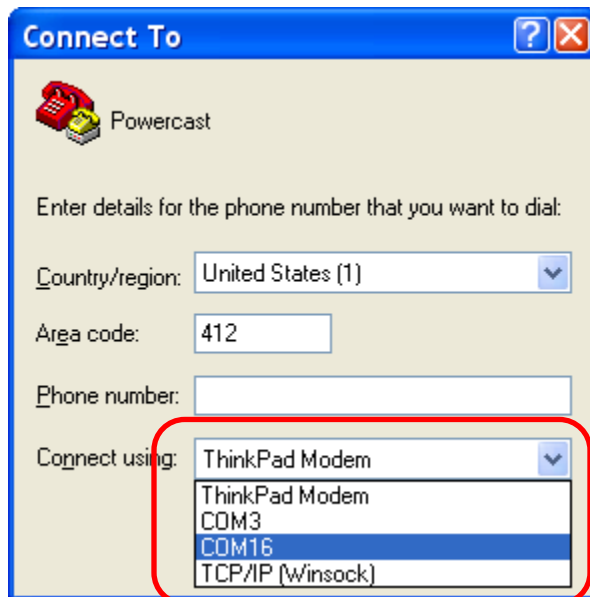 Connect To
Powercast
Enter details for the phone number that you want to dial:
Country/region: United States (1)
Area code: 412
Phone number:
Connect using: ThinkPad Modem
ThinkPad Modem
COM3
COM16
TCP/IP (Winsock)